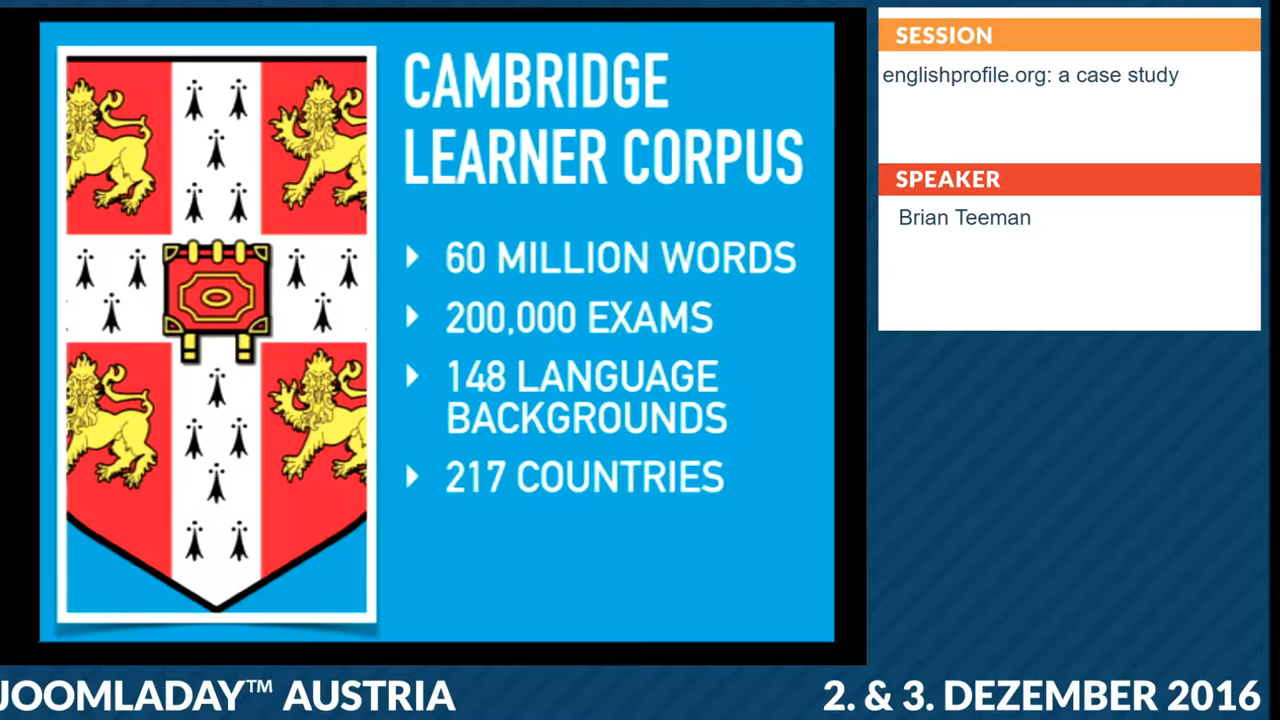 CAMBRIDGE
LEARNER CORPUS
60 MILLION WORDS
200,000 EXAMS
148 LANGUAGE
BACKGROUNDS
217 COUNTRIES
SESSION
englishprofile.org: a case study
SPEAKER
Brian Teeman
JOOMLADAY™ AUSTRIA
2. & 3. DEZEMBER 2016